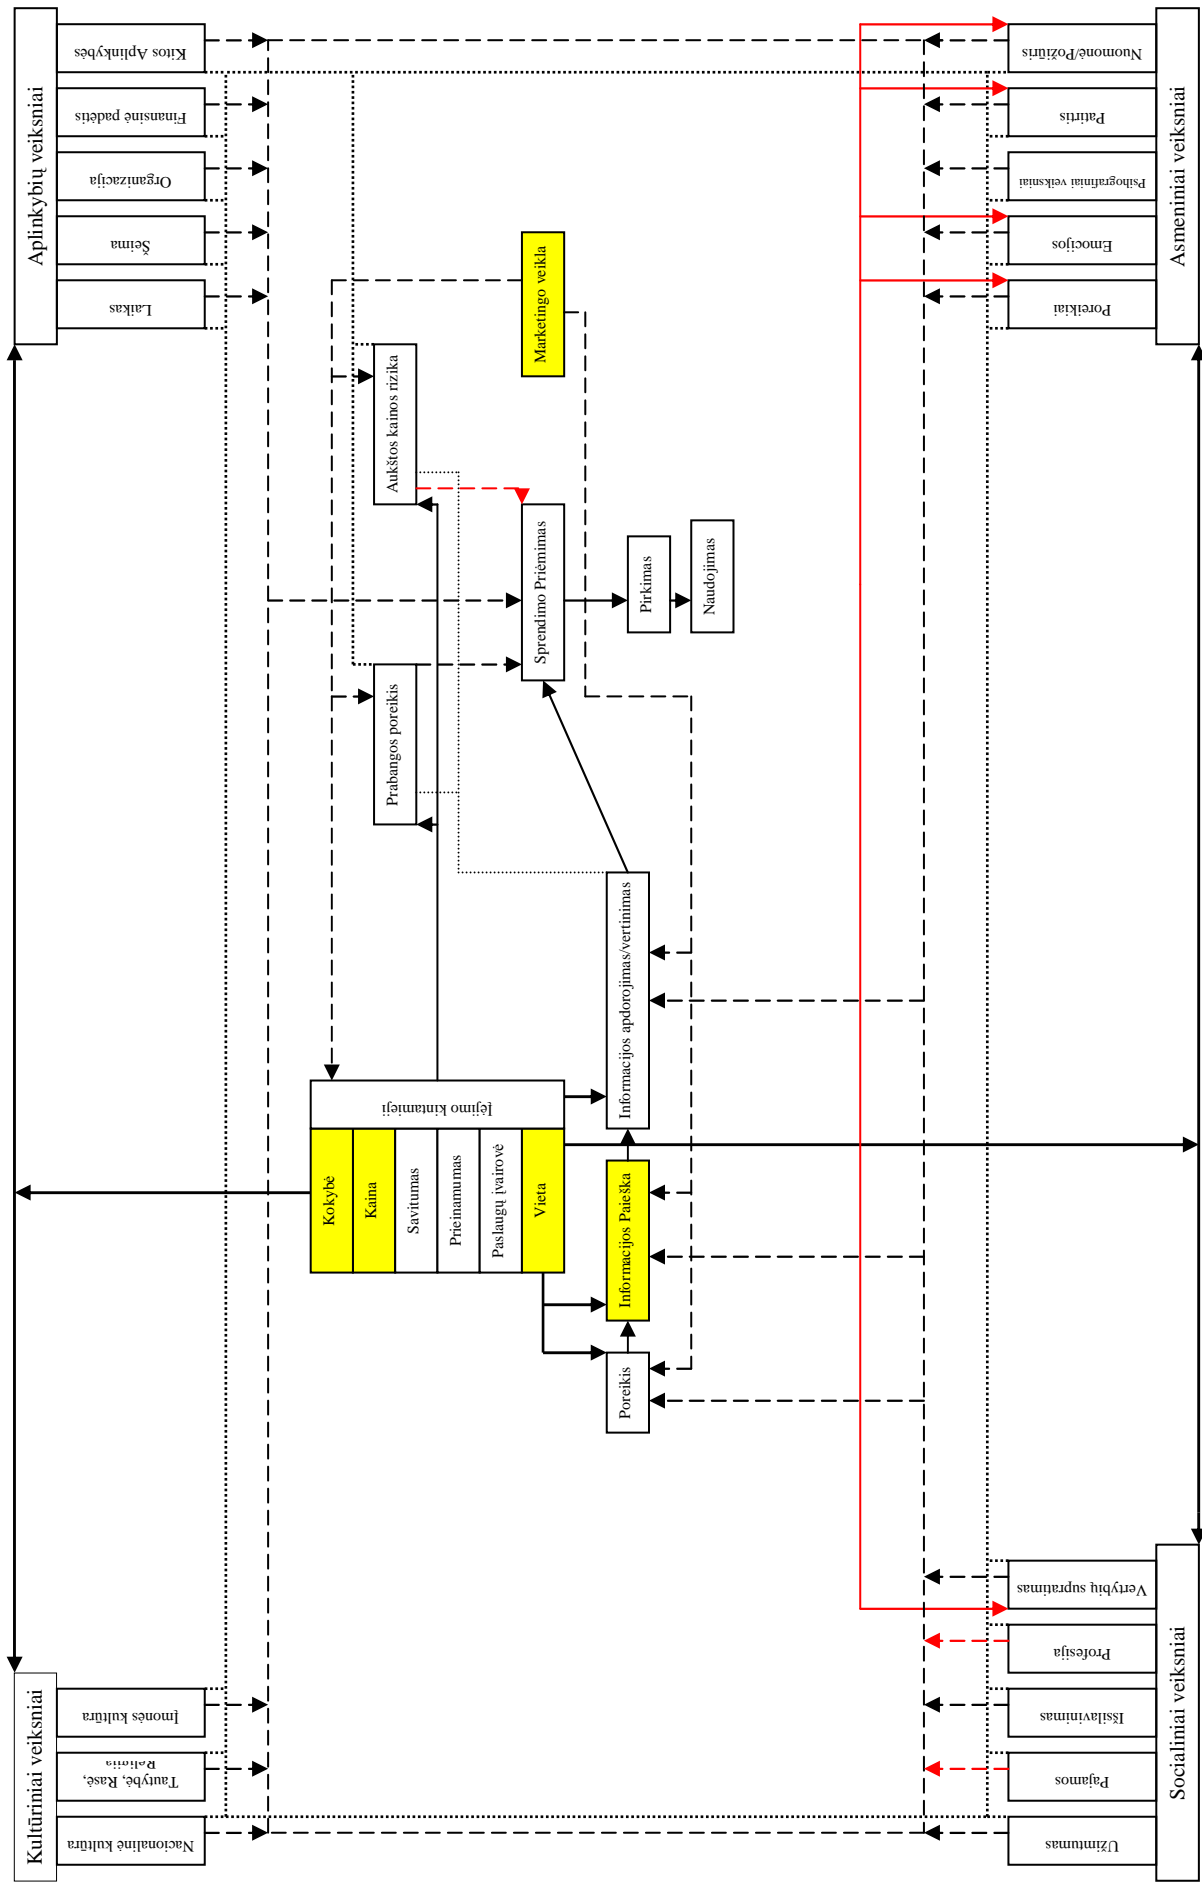 Kultūriniai veiksniai
Nacionalinė kultūra
Tautybė, Rasė,
Religija
Įmonės kultūra
Aplinkybių veiksniai
Laikas
Šeima
Organizacija
Finansinė padėtis
Kitos Aplinkybės
Įėjimo kintamieji
Kokybė
Kaina
Savitumas
Prieinamumas
Paslaugų įvairovė
Vieta
Prabangos poreikis
Aukštos kainos rizika
Marketingo veikla
Sprendimo Priėmimas
Poreikis
Informacijos Paieška
Informacijos apdorojimas/vertinimas
Pirkimas
Naudojimas
Socialiniai veiksniai
Užimtumas
Pajamos
Išsilavinimas
Profesija
Vertybių supratimas
Asmeniniai veiksniai
Poreikiai
Emocijos
Psihografiniai veiksniai
Patirtis
Nuomonė/Požiūris